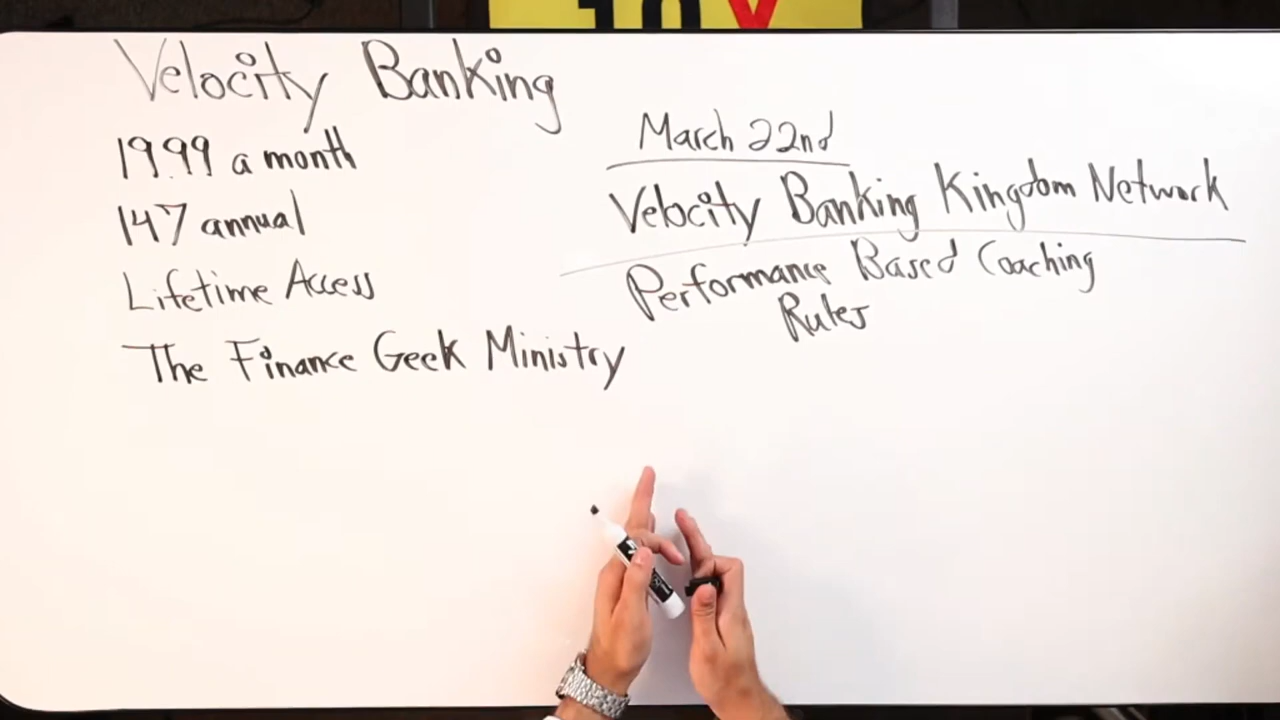 10X
Velocity Banking
19.99 a month
147 annual
Lifetime Access
The Finance Geek Ministry
March 22nd
Velocity Banking Kingdom Network
Performance Based Coaching
Rules